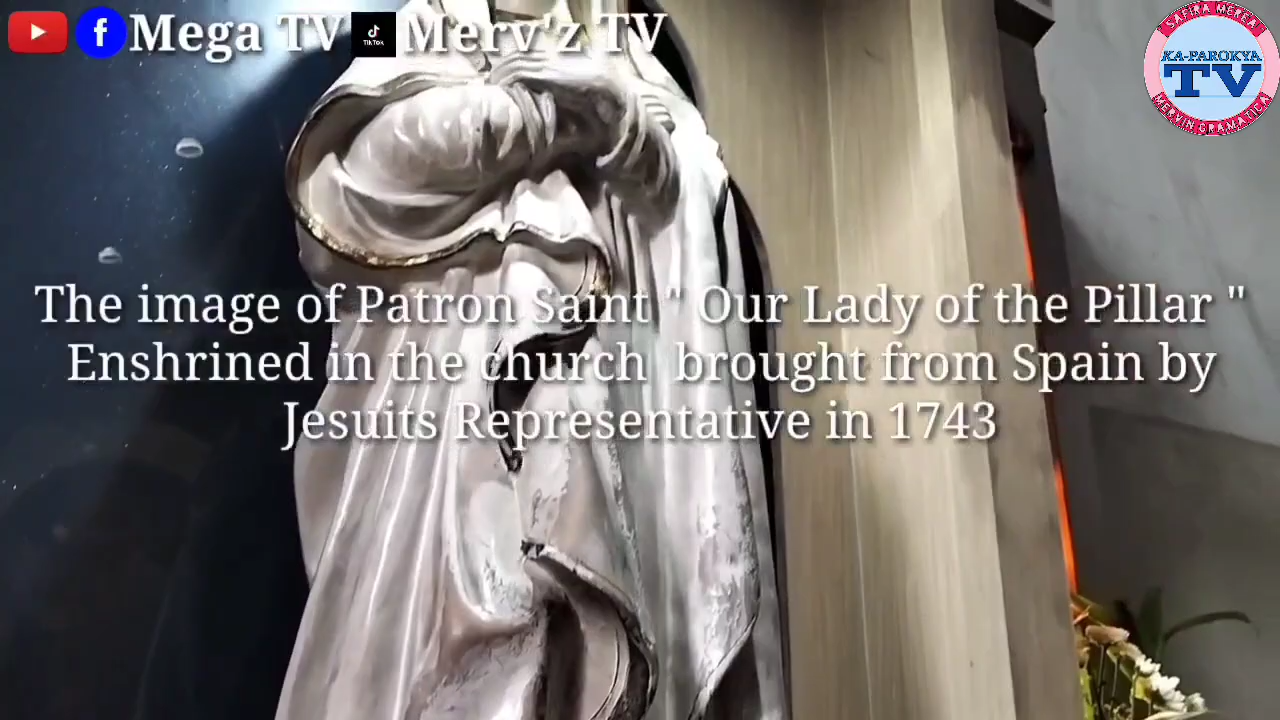 Mega TV TikTok Merv'z TV
SAFIRA MEREA
KA-PAROKYA
TV
MERVIN GRAMATICA
The image of Patron Saint " Our Lady of the Pillar "
Enshrined in the church brought from Spain by
Jesuits Representative in 1743